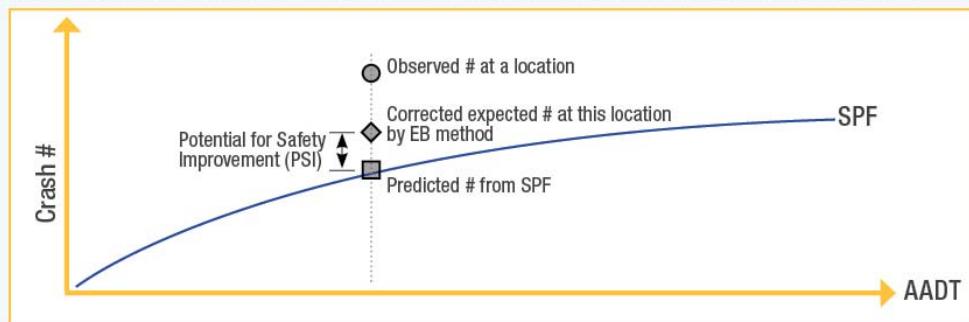 Observed # at a location
Corrected expected # at this location
by EB method
SPF
Potential for Safety
Improvement (PSI)
Predicted # from SPF
Crash #
AADT